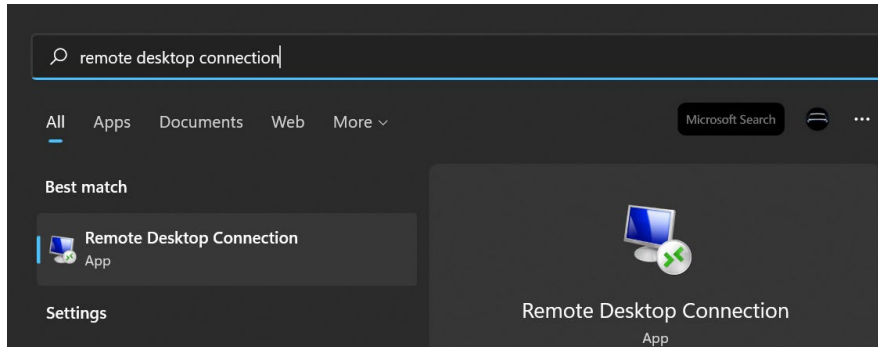 remote desktop connection
All Apps Documents Web More
Microsoft Search
Best match
Remote Desktop Connection
App
Settings
Remote Desktop Connection
App